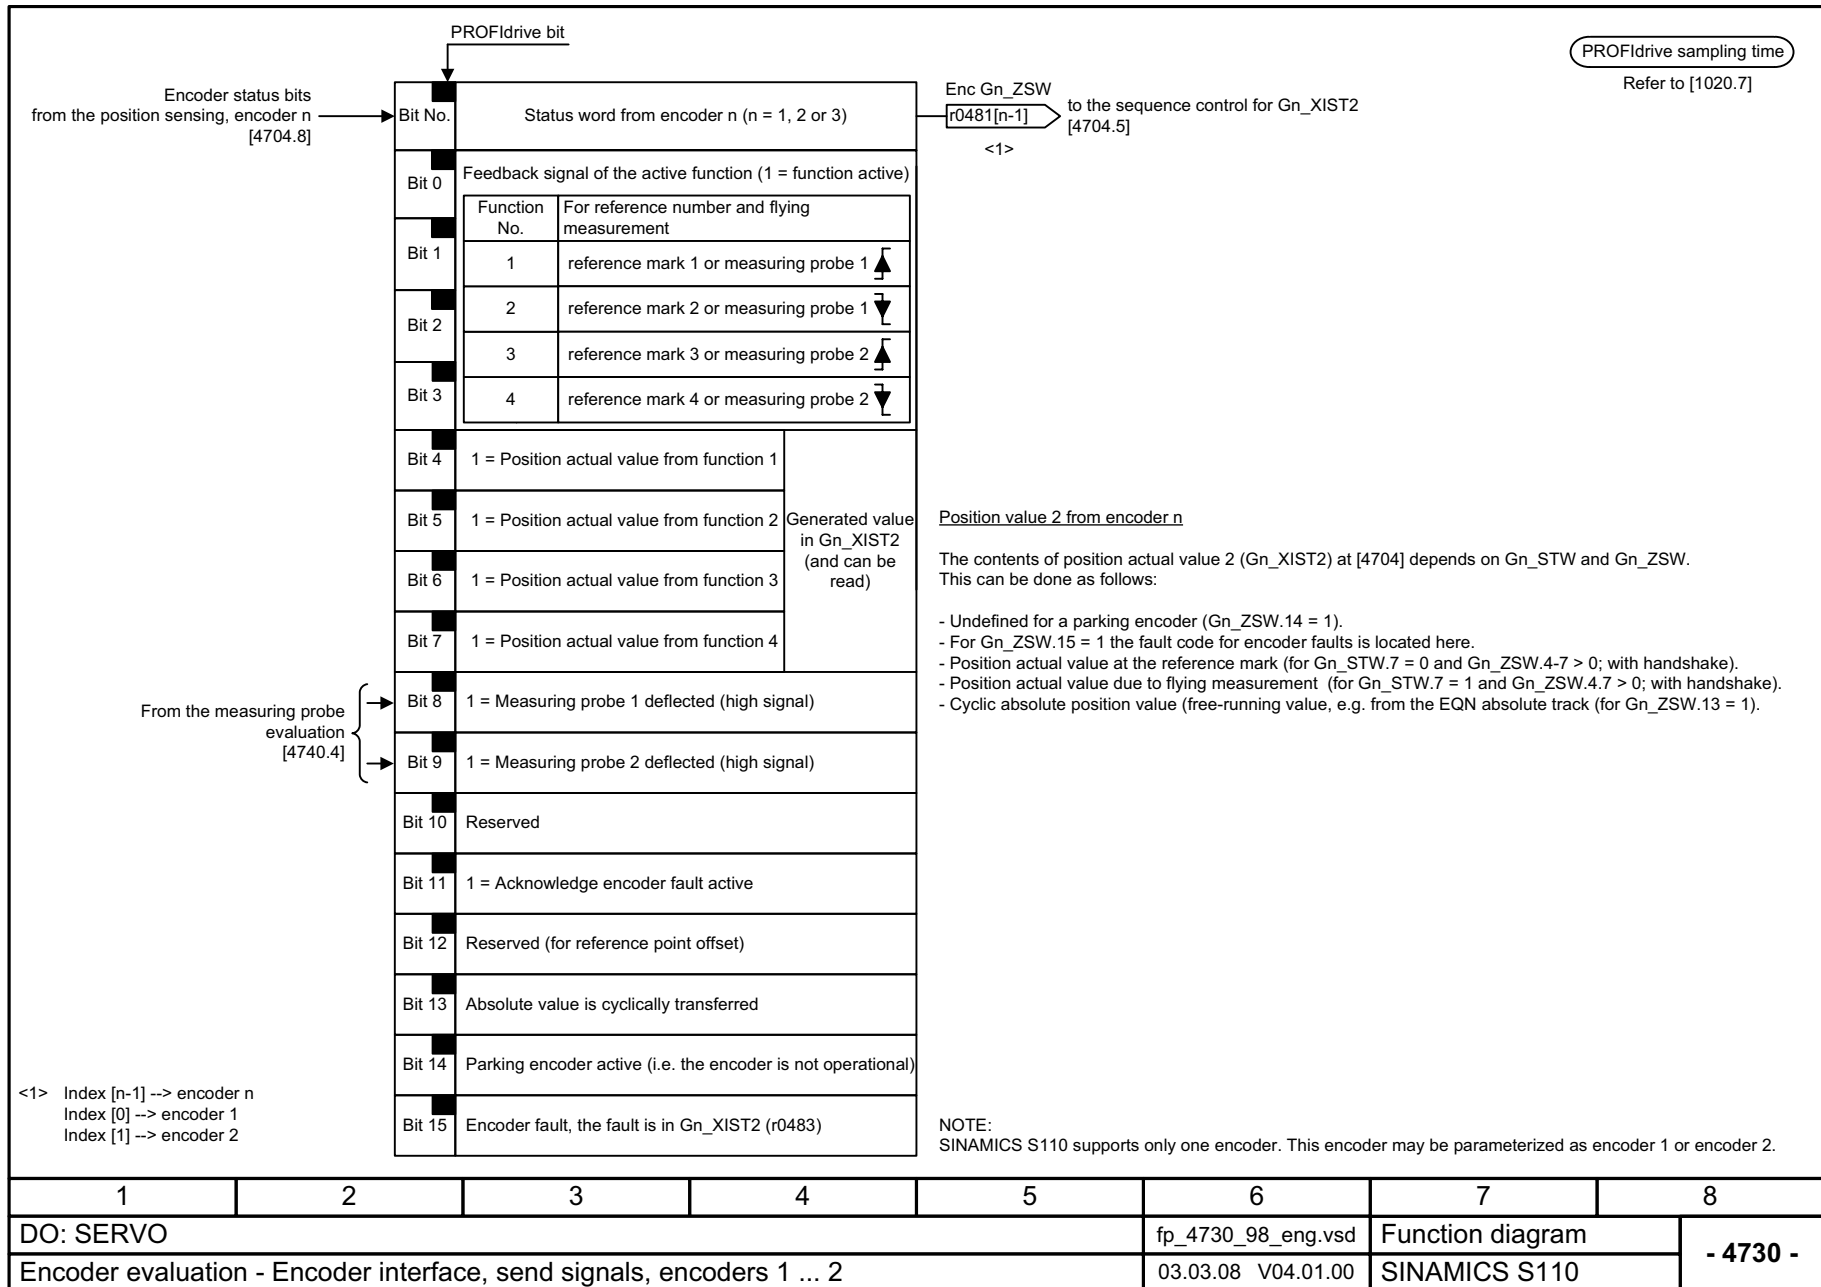 PROFIdrive bit
PROFIdrive sampling time
Refer to [1020.7]
Encoder status bits
from the position sensing, encoder n
[4704.8]
Bit No.
Status word from encoder n (n = 1, 2 or 3)
Enc Gn_ZSW
r0481[n-1]
<1>
to the sequence control for Gn_XIST2
[4704.5]
Bit 0
Bit 1
Bit 2
Bit 3
Feedback signal of the active function (1 = function active)
Function No.
For reference number and flying measurement
1
reference mark 1 or measuring probe 1
2
reference mark 2 or measuring probe 1
3
reference mark 3 or measuring probe 2
4
reference mark 4 or measuring probe 2
Bit 4
1 = Position actual value from function 1
Bit 5
1 = Position actual value from function 2
Bit 6
1 = Position actual value from function 3
Bit 7
1 = Position actual value from function 4
Generated value
in Gn_XIST2
(and can be
read)
Position value 2 from encoder n
The contents of position actual value 2 (Gn_XIST2) at [4704] depends on Gn_STW and Gn_ZSW.
This can be done as follows:
- Undefined for a parking encoder (Gn_ZSW.14 = 1).
- For Gn_ZSW.15 = 1 the fault code for encoder faults is located here.
- Position actual value at the reference mark (for Gn_STW.7 = 0 and Gn_ZSW.4-7 > 0; with handshake).
- Position actual value due to flying measurement (for Gn_STW.7 = 1 and Gn_ZSW.4.7 > 0; with handshake).
- Cyclic absolute position value (free-running value, e.g. from the EQN absolute track (for Gn_ZSW.13 = 1).
From the measuring probe
evaluation
[4740.4]
Bit 8
1 = Measuring probe 1 deflected (high signal)
Bit 9
1 = Measuring probe 2 deflected (high signal)
Bit 10
Reserved
Bit 11
1 = Acknowledge encoder fault active
Bit 12
Reserved (for reference point offset)
Bit 13
Absolute value is cyclically transferred
Bit 14
Parking encoder active (i.e. the encoder is not operational)
Bit 15
Encoder fault, the fault is in Gn_XIST2 (r0483)
<1> Index [n-1] --> encoder n
Index [0] --> encoder 1
Index [1] --> encoder 2
NOTE:
SINAMICS S110 supports only one encoder. This encoder may be parameterized as encoder 1 or encoder 2.
1 2 3 4 5 6 7 8
DO: SERVO
fp_4730_98_eng.vsd
Function diagram
- 4730 -
Encoder evaluation - Encoder interface, send signals, encoders 1 ... 2
03.03.08 V04.01.00
SINAMICS S110